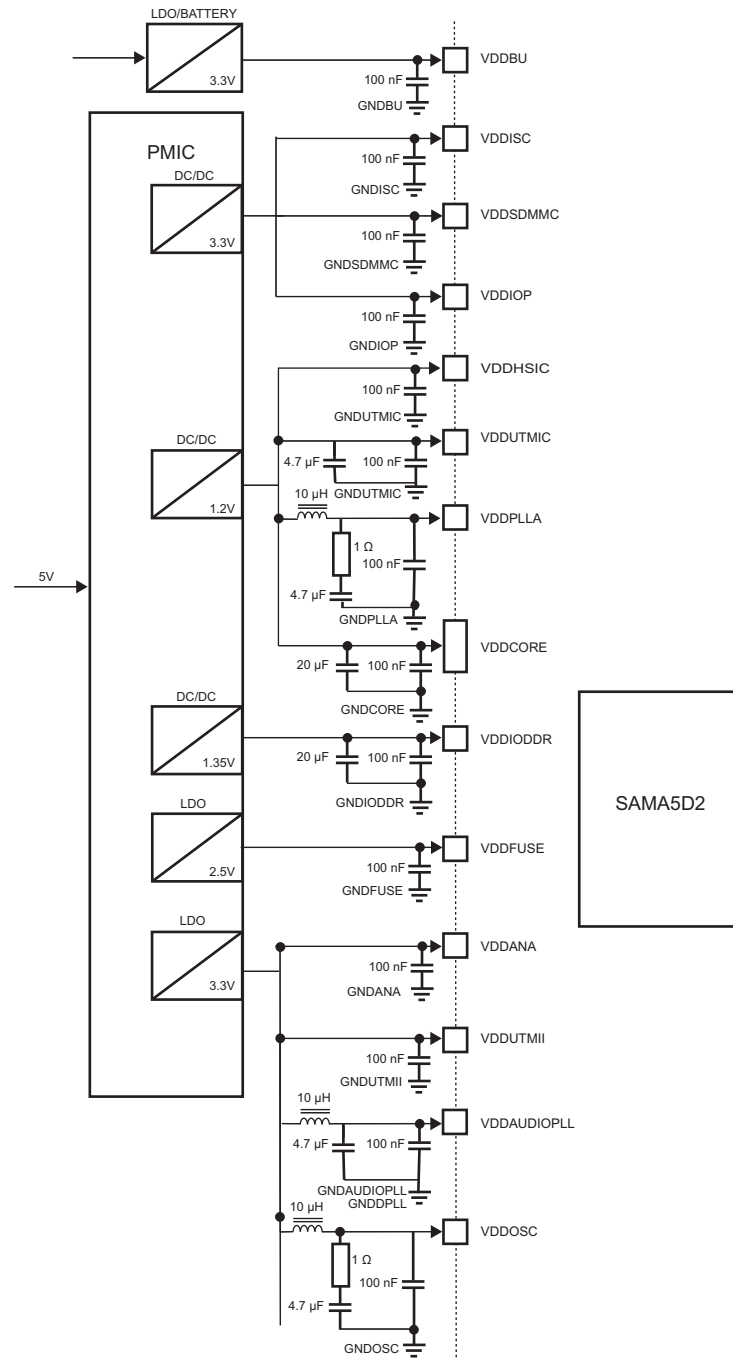 LDO/BATTERY
3.3V
VDDBU
100 nF
GNDBU
PMIC
VDDISC
100 nF
GNDISC
DC/DC
3.3V
VDDSDMMC
100 nF
GNDSDMMC
VDDIOP
100 nF
GNDIOP
VDDHSIC
100 nF
GNDUTMIC
DC/DC
1.2V
VDDUTMIC
4.7 µF
100 nF
GNDUTMIC
10 µH
VDDPLLA
1 Ω
100 nF
4.7 µF
GNDPLLA
5V
VDDCORE
20 µF
100 nF
GNDCORE
DC/DC
1.35V
VDDIODDR
20 µF
100 nF
GNDIODDR
SAMA5D2
LDO
2.5V
VDDFUSE
100 nF
GNDFUSE
LDO
3.3V
VDDANA
100 nF
GNDANA
VDDUTMII
100 nF
GNDUTMII
10 µH
VDDAUDIOPLL
4.7 µF
100 nF
GNDAUDIOPLL
GNDDPLL
10 µH
VDDOSC
1 Ω
100 nF
4.7 µF
GNDOSC